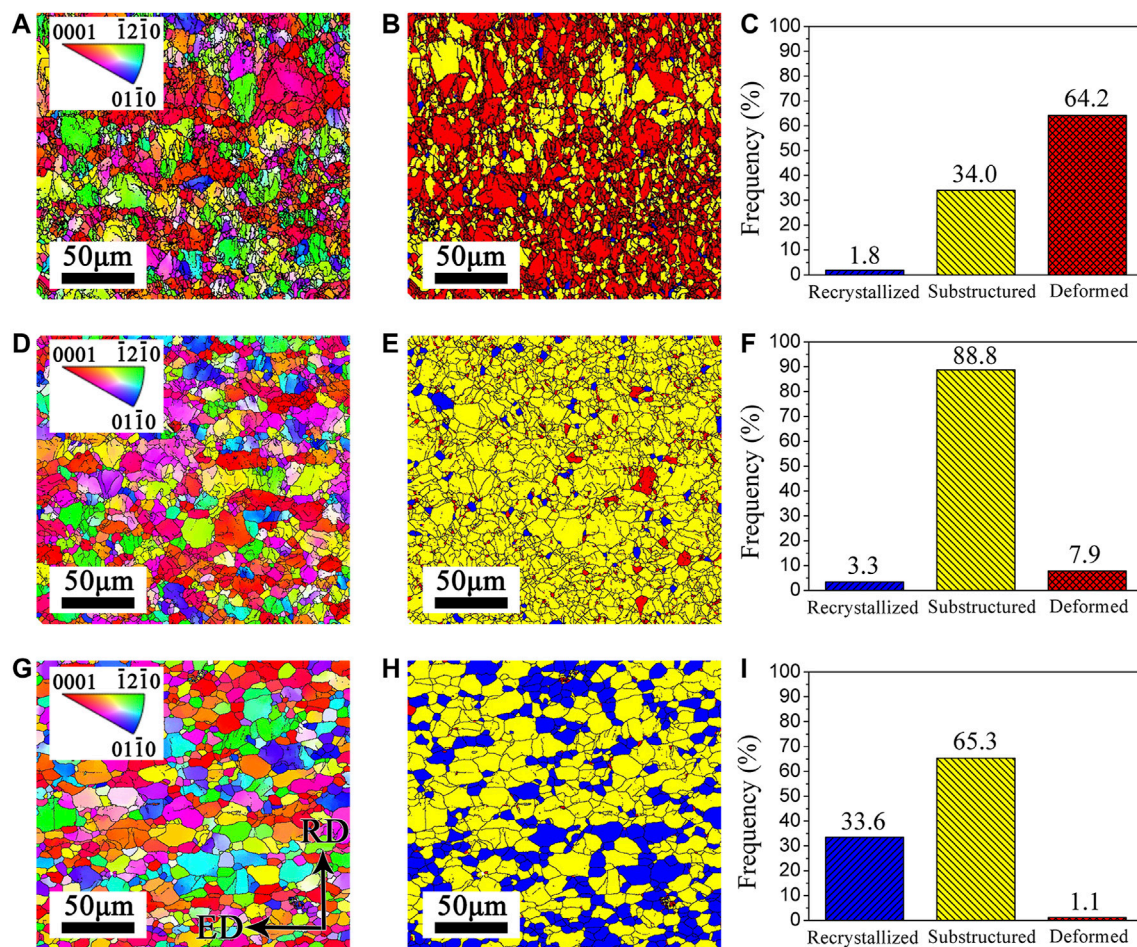 A
0001 1̄21̄0
011̄0
50μm
B
50μm
C
Frequency (%)
100
90
80
70
60
50
40
30
20
10
0
1.8
34.0
64.2
Recrystallized Substructured Deformed
D
0001 1̄21̄0
011̄0
50μm
E
50μm
F
Frequency (%)
100
90
80
70
60
50
40
30
20
10
0
3.3
88.8
7.9
Recrystallized Substructured Deformed
G
0001 1̄21̄0
011̄0
RD
ED
50μm
H
50μm
I
Frequency (%)
100
90
80
70
60
50
40
30
20
10
0
33.6
65.3
1.1
Recrystallized Substructured Deformed